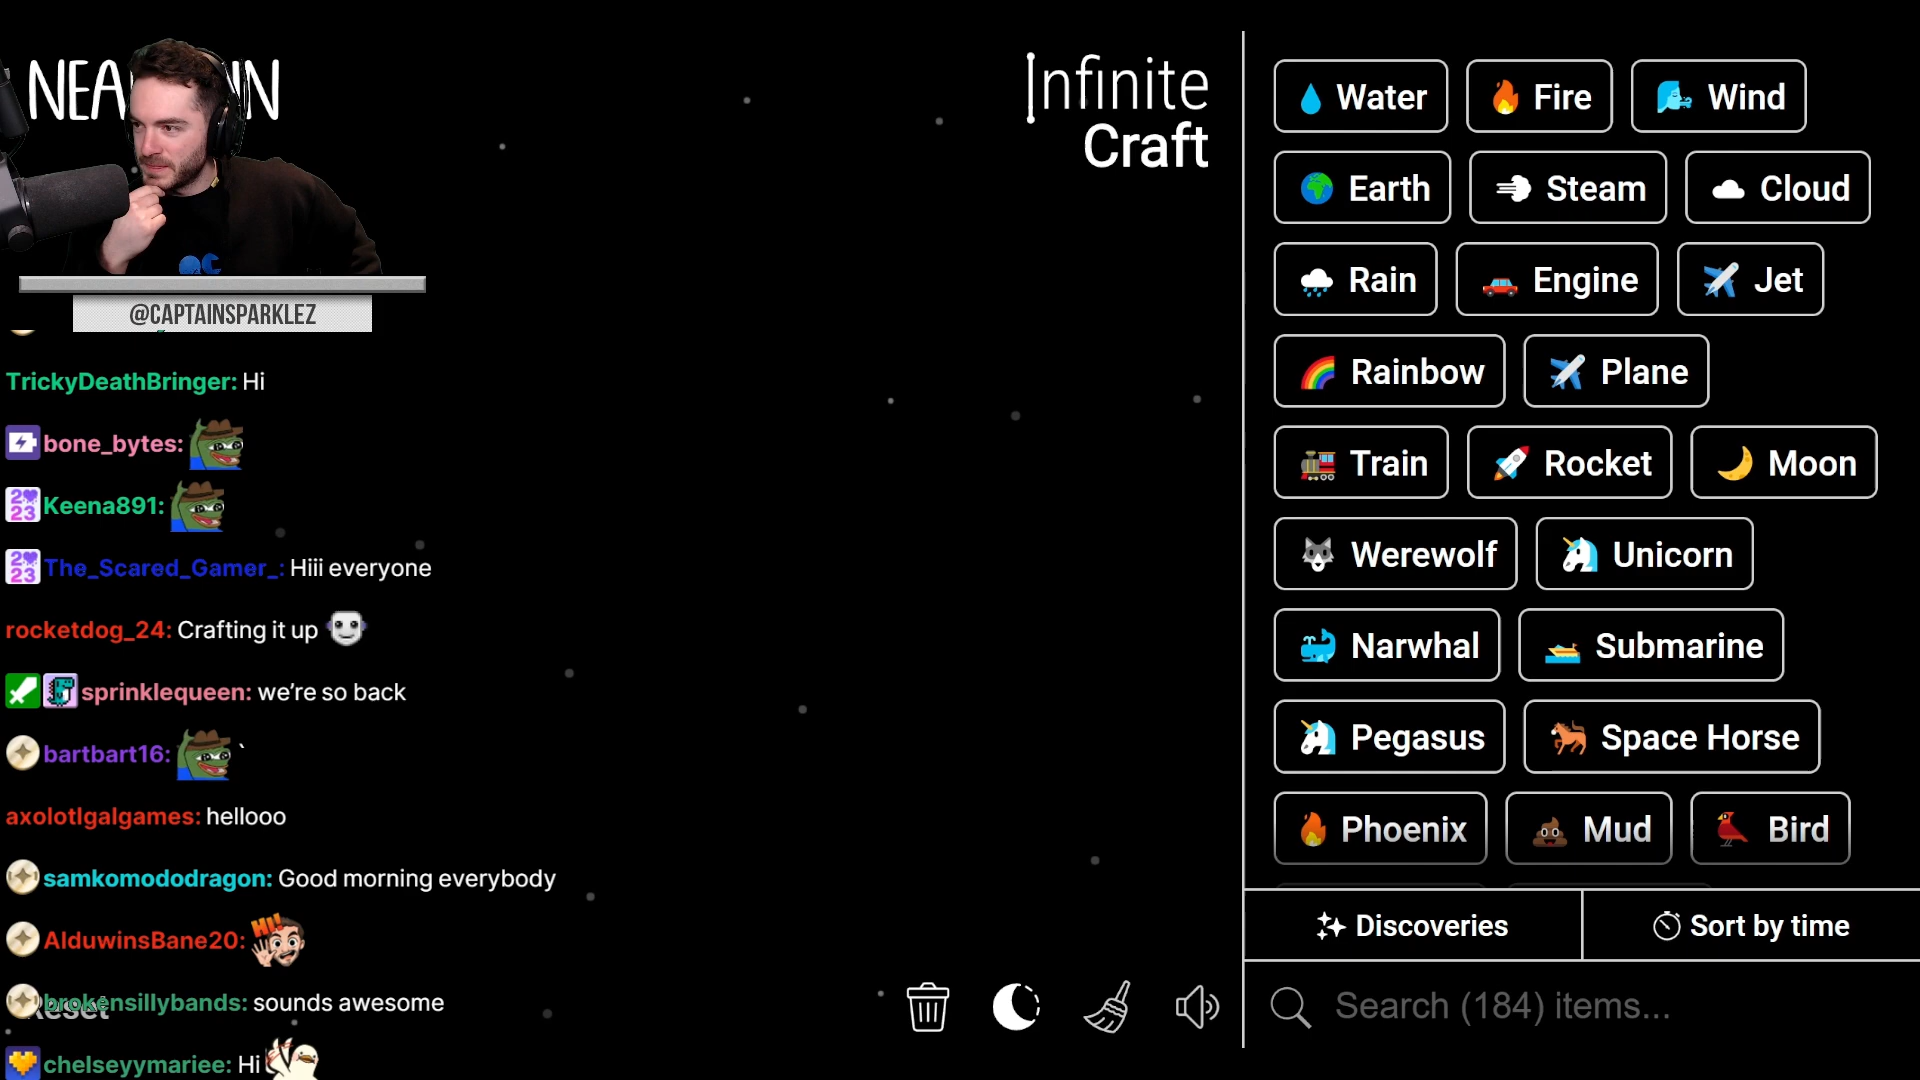 NEA
N
@CAPTAINSPARKLEZ
TrickyDeathBringer: Hi
bone_bytes:
Keena891:
The_Scared_Gamer_: Hiii everyone
rocketdog_24: Crafting it up
sprinklequeen: we're so back
bartbart16: `
axolotlgalgames: hellooo
samkomododragon: Good morning everybody
AlduwinsBane20: HI!
brokensillybands: sounds awesome
Reset
chelseyymariee: Hi
Infinite
Craft
Water Fire Wind
Earth Steam Cloud
Rain Engine Jet
Rainbow Plane
Train Rocket Moon
Werewolf Unicorn
Narwhal Submarine
Pegasus Space Horse
Phoenix Mud Bird
Discoveries Sort by time
Search (184) items...